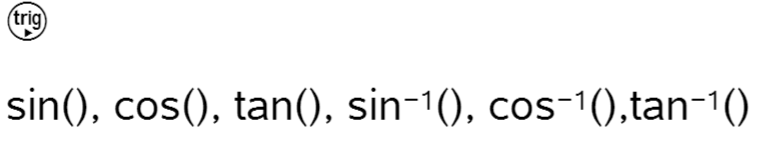 trig
sin(), cos(), tan(), sin⁻¹(), cos⁻¹(),tan⁻¹()